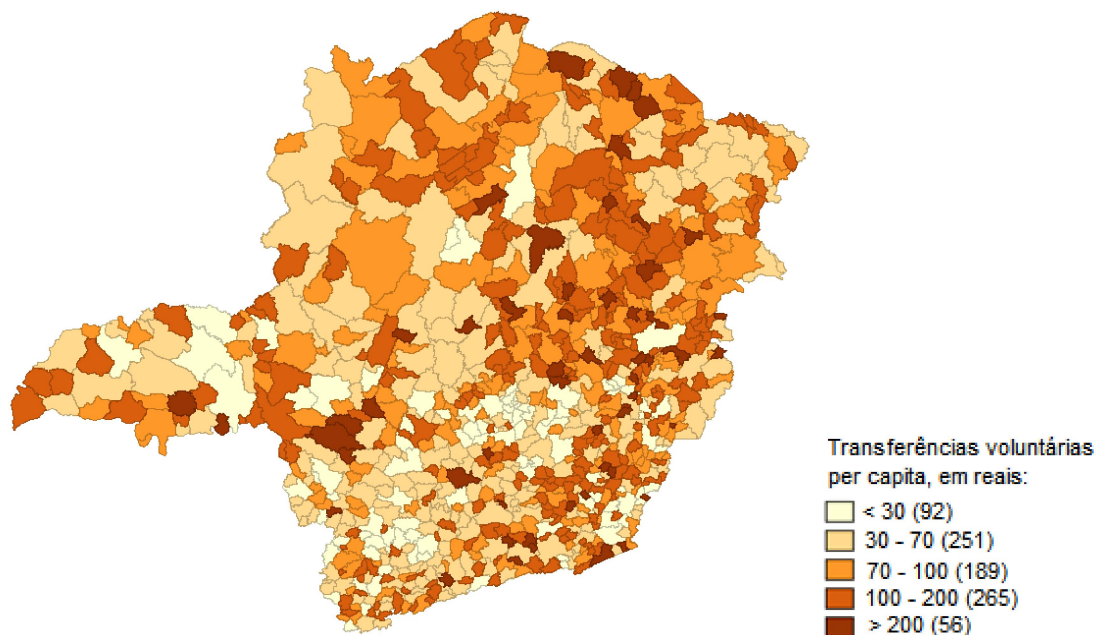 Transferências voluntárias
per capita, em reais:
< 30 (92)
30 - 70 (251)
70 - 100 (189)
100 - 200 (265)
> 200 (56)